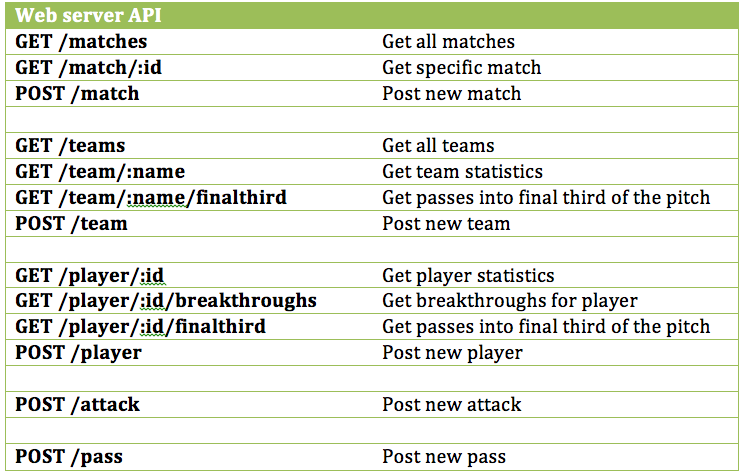 Web server API
GET /matches Get all matches
GET /match/:id Get specific match
POST /match Post new match
GET /teams Get all teams
GET /team/:name Get team statistics
GET /team/:name/finalthird Get passes into final third of the pitch
POST /team Post new team
GET /player/:id Get player statistics
GET /player/:id/breakthroughs Get breakthroughs for player
GET /player/:id/finalthird Get passes into final third of the pitch
POST /player Post new player
POST /attack Post new attack
POST /pass Post new pass